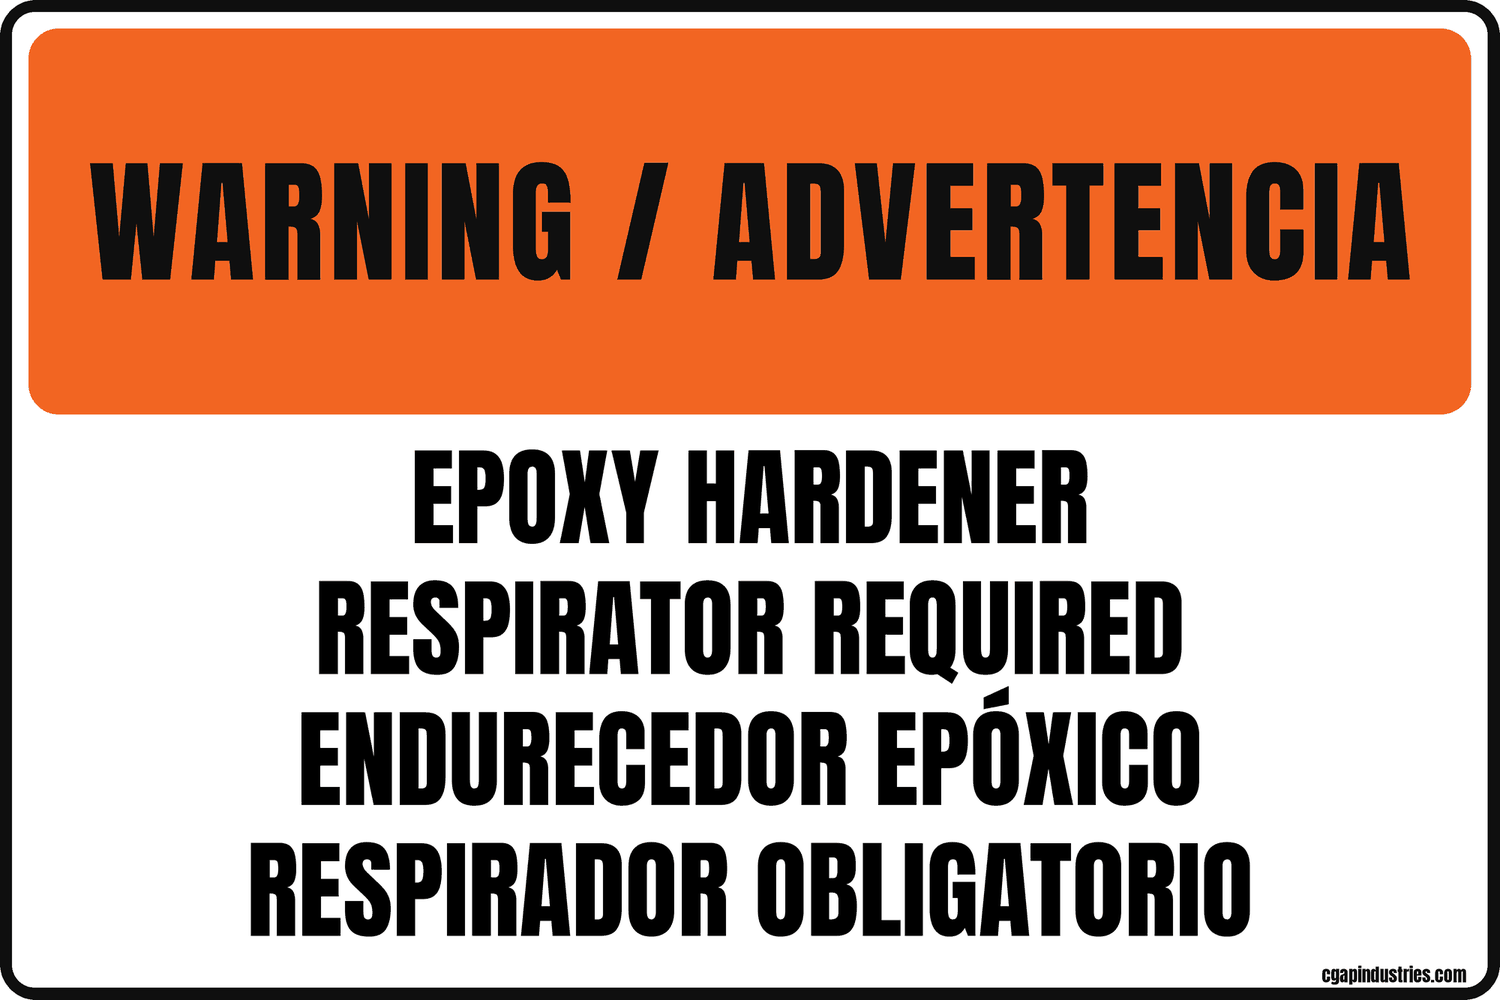 WARNING / ADVERTENCIA
EPOXY HARDENER
RESPIRATOR REQUIRED
ENDURECEDOR EPÓXICO
RESPIRADOR OBLIGATORIO
cgapindustries.com